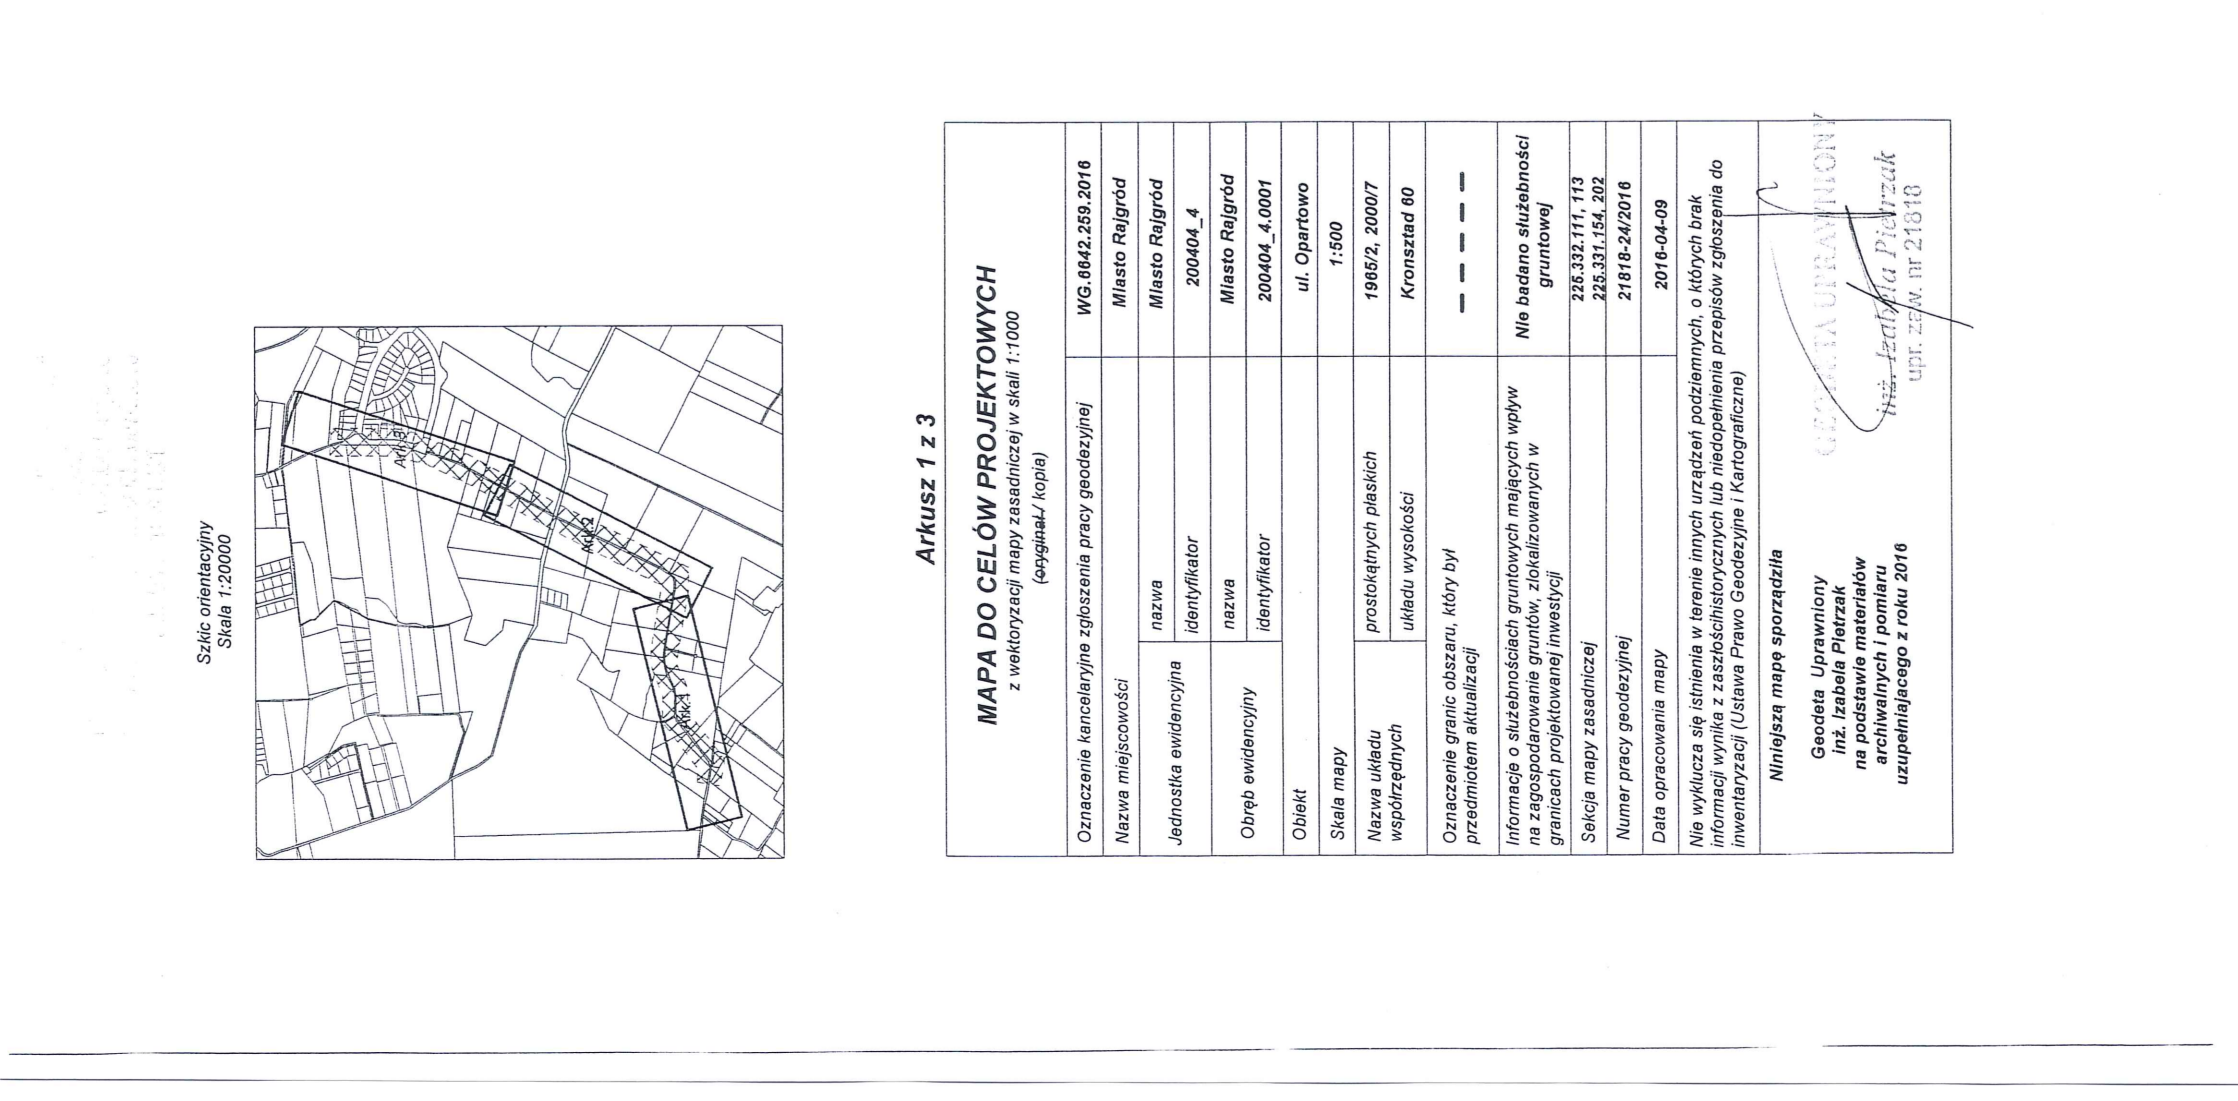 Szkic orientacyjny
Skala 1:20000
Ark.3
Ark.2
Ark.1
Arkusz 1 z 3
MAPA DO CELÓW PROJEKTOWYCH
z wektoryzacji mapy zasadniczej w skali 1:1000
(oryginał / kopia)
Oznaczenie kancelaryjne zgłoszenia pracy geodezyjnej WG.6642.259.2016
Nazwa miejscowości Miasto Rajgród
Jednostka ewidencyjna nazwa Miasto Rajgród
identyfikator 200404_4
Obręb ewidencyjny nazwa Miasto Rajgród
identyfikator 200404_4.0001
Obiekt ul. Opartowo
Skala mapy 1:500
Nazwa układu współrzędnych prostokątnych płaskich 1965/2, 2000/7
układu wysokości Kronsztad 60
Oznaczenie granic obszaru, który był
przedmiotem aktualizacji
Informacje o służebnościach gruntowych mających wpływ
na zagospodarowanie gruntów, zlokalizowanych w
granicach projektowanej inwestycji
Nie badano służebności
gruntowej
Sekcja mapy zasadniczej 225.332.111, 113
225.331.154, 202
Numer pracy geodezyjnej 21818-24/2016
Data opracowania mapy 2016-04-09
Nie wyklucza się istnienia w terenie innych urządzeń podziemnych, o których brak
informacji wynika z zaszłościhistorycznych lub niedopełnienia przepisów zgłoszenia do
inwentaryzacji (Ustawa Prawo Geodezyjne i Kartograficzne)
Niniejszą mapę sporządziła
Geodeta Uprawniony
inż. Izabela Pietrzak
na podstawie materiałów
archiwalnych i pomiaru
uzupełniajacego z roku 2016
GEODETA UPRAWNIONY
inż. Izabela Pietrzak
upr. zaw. nr 21818